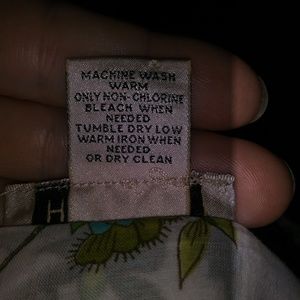 MACHINE WASH
WARM
ONLY NON-CHLORINE
BLEACH WHEN
NEEDED
TUMBLE DRY LOW
WARM IRON WHEN
NEEDED
OR DRY CLEAN
H